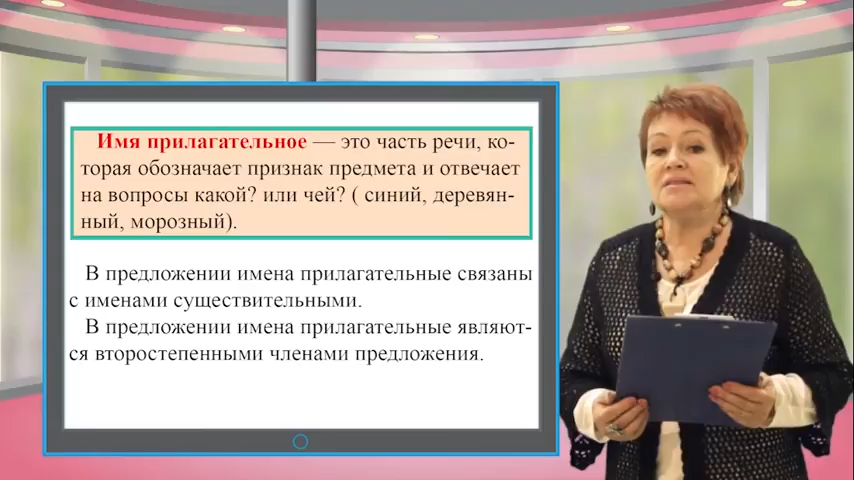 Имя прилагательное — это часть речи, ко-
торая обозначает признак предмета и отвечает
на вопросы какой? или чей? ( синий, деревян-
ный, морозный).
В предложении имена прилагательные связаны
с именами существительными.
В предложении имена прилагательные являют-
ся второстепенными членами предложения.